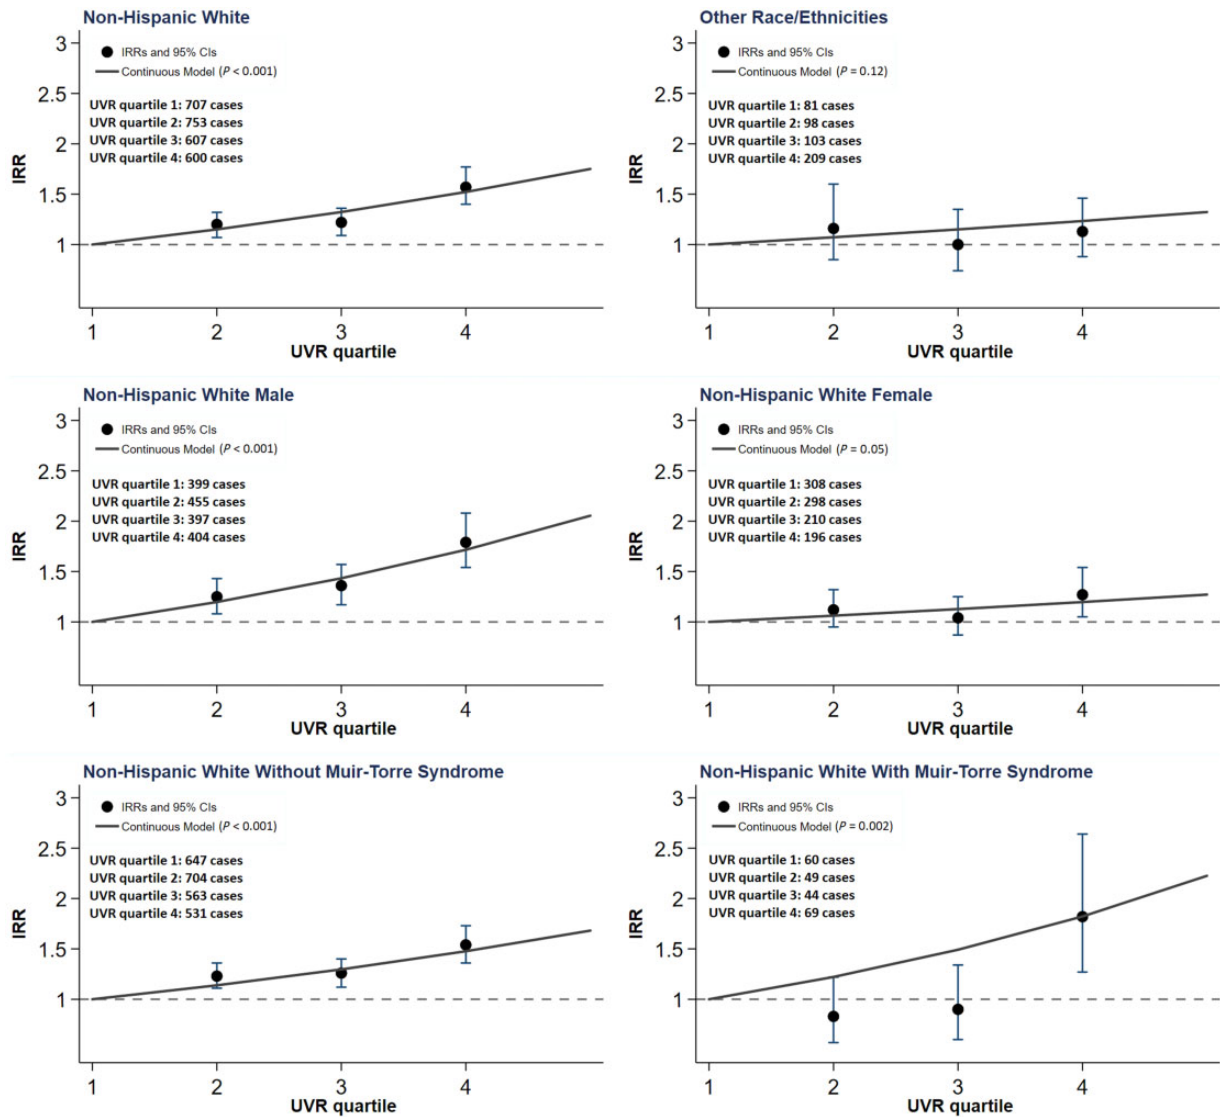 Non-Hispanic White
3
IRRs and 95% CIs
Continuous Model (P < 0.001)
2.5
UVR quartile 1: 707 cases
UVR quartile 2: 753 cases
UVR quartile 3: 607 cases
UVR quartile 4: 600 cases
2
IRR
1.5
1
1 2 3 4
UVR quartile
Other Race/Ethnicities
3
IRRs and 95% CIs
Continuous Model (P = 0.12)
2.5
UVR quartile 1: 81 cases
UVR quartile 2: 98 cases
UVR quartile 3: 103 cases
UVR quartile 4: 209 cases
2
IRR
1.5
1
1 2 3 4
UVR quartile
Non-Hispanic White Male
3
IRRs and 95% CIs
Continuous Model (P < 0.001)
2.5
UVR quartile 1: 399 cases
UVR quartile 2: 455 cases
UVR quartile 3: 397 cases
UVR quartile 4: 404 cases
2
IRR
1.5
1
1 2 3 4
UVR quartile
Non-Hispanic White Female
3
IRRs and 95% CIs
Continuous Model (P = 0.05)
2.5
UVR quartile 1: 308 cases
UVR quartile 2: 298 cases
UVR quartile 3: 210 cases
UVR quartile 4: 196 cases
2
IRR
1.5
1
1 2 3 4
UVR quartile
Non-Hispanic White Without Muir-Torre Syndrome
3
IRRs and 95% CIs
Continuous Model (P < 0.001)
2.5
UVR quartile 1: 647 cases
UVR quartile 2: 704 cases
UVR quartile 3: 563 cases
UVR quartile 4: 531 cases
2
IRR
1.5
1
1 2 3 4
UVR quartile
Non-Hispanic White With Muir-Torre Syndrome
3
IRRs and 95% CIs
Continuous Model (P = 0.002)
2.5
UVR quartile 1: 60 cases
UVR quartile 2: 49 cases
UVR quartile 3: 44 cases
UVR quartile 4: 69 cases
2
IRR
1.5
1
1 2 3 4
UVR quartile